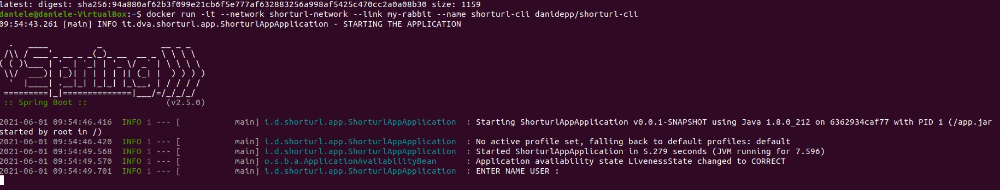 latest: digest: sha256:94a880af62b3f099e21cb6f5e777af632883256a998af5425c470cc2a0a08b30 size: 1159
daniele@daniele-VirtualBox:~$ docker run -it --network shorturl-network --link my-rabbit --name shorturl-cli danidepp/shorturl-cli
09:54:43.261 [main] INFO it.dva.shorturl.app.ShorturlAppApplication - STARTING THE APPLICATION
  .   ____          _            __ _ _
 /\\ / ___'_ __ _ _(_)_ __  __ _ \ \ \ \
( ( )\___ | '_ | '_| | '_ \/ _` | \ \ \ \
 \\/  ___)| |_)| | | | | || (_| |  ) ) ) )
  '  |____| .__|_| |_|_| |_\__, | / / / /
 =========|_|==============|___/=/_/_/_/
 :: Spring Boot ::                (v2.5.0)
2021-06-01 09:54:46.416  INFO 1 --- [           main] i.d.shorturl.app.ShorturlAppApplication  : Starting ShorturlAppApplication v0.0.1-SNAPSHOT using Java 1.8.0_212 on 6362934caf77 with PID 1 (/app.jar
started by root in /)
2021-06-01 09:54:46.420  INFO 1 --- [           main] i.d.shorturl.app.ShorturlAppApplication  : No active profile set, falling back to default profiles: default
2021-06-01 09:54:49.568  INFO 1 --- [           main] i.d.shorturl.app.ShorturlAppApplication  : Started ShorturlAppApplication in 5.279 seconds (JVM running for 7.596)
2021-06-01 09:54:49.570  INFO 1 --- [           main] o.s.b.a.ApplicationAvailabilityBean      : Application availability state LivenessState changed to CORRECT
2021-06-01 09:54:49.701  INFO 1 --- [           main] i.d.shorturl.app.ShorturlAppApplication  : ENTER NAME USER :